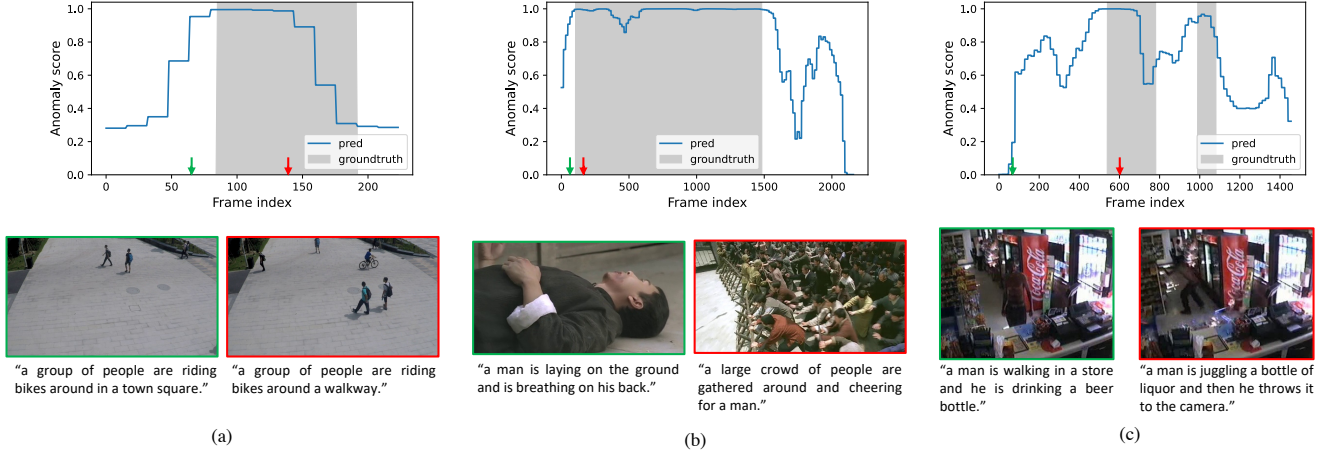 1.0
0.8
0.6
0.4
0.2
0.0
Anomaly score
pred
groundtruth
0
50
100
150
200
Frame index
1.0
0.8
0.6
0.4
0.2
0.0
Anomaly score
pred
groundtruth
0
500
1000
1500
2000
Frame index
1.0
0.8
0.6
0.4
0.2
0.0
Anomaly score
pred
groundtruth
0
200
400
600
800
1000
1200
1400
Frame index
Coca-Cola
Coca-Cola
“a group of people are riding
bikes around in a town square.”
“a group of people are riding
bikes around a walkway.”
“a man is laying on the ground
and is breathing on his back.”
“a large crowd of people are
gathered around and cheering
for a man.”
“a man is walking in a store
and he is drinking a beer
bottle.”
“a man is juggling a bottle of
liquor and then he throws it
to the camera.”
(a)
(b)
(c)